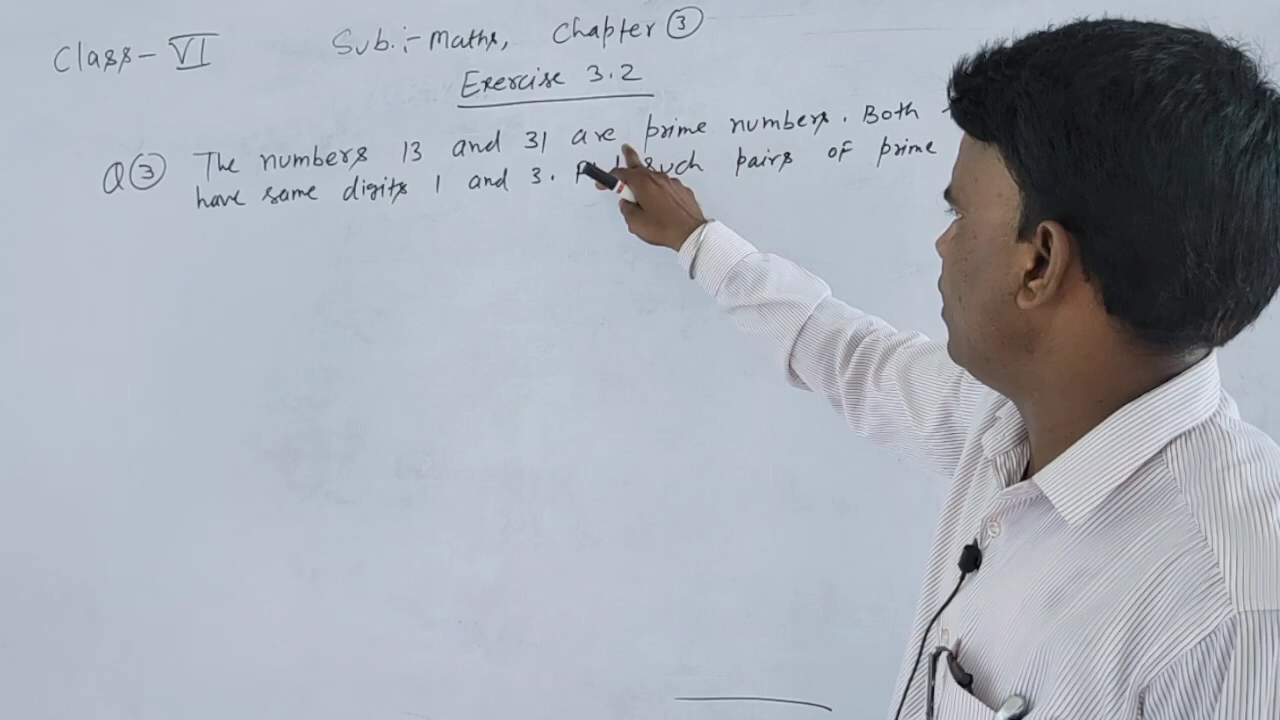 Class- VI Sub.:- Maths, Chapter 3
Exercise 3.2
Q 3 The numbers 13 and 31 are prime numbers. Both
have same digits 1 and 3. such pairs of prime